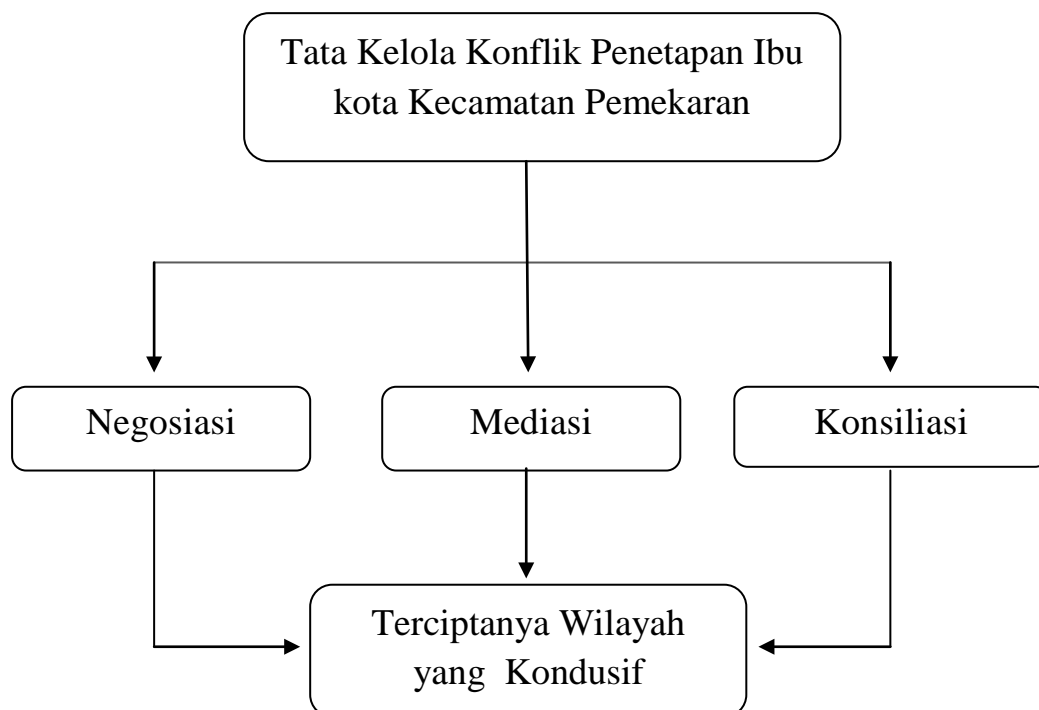 Tata Kelola Konflik Penetapan Ibu
kota Kecamatan Pemekaran
Negosiasi
Mediasi
Konsiliasi
Terciptanya Wilayah
yang  Kondusif